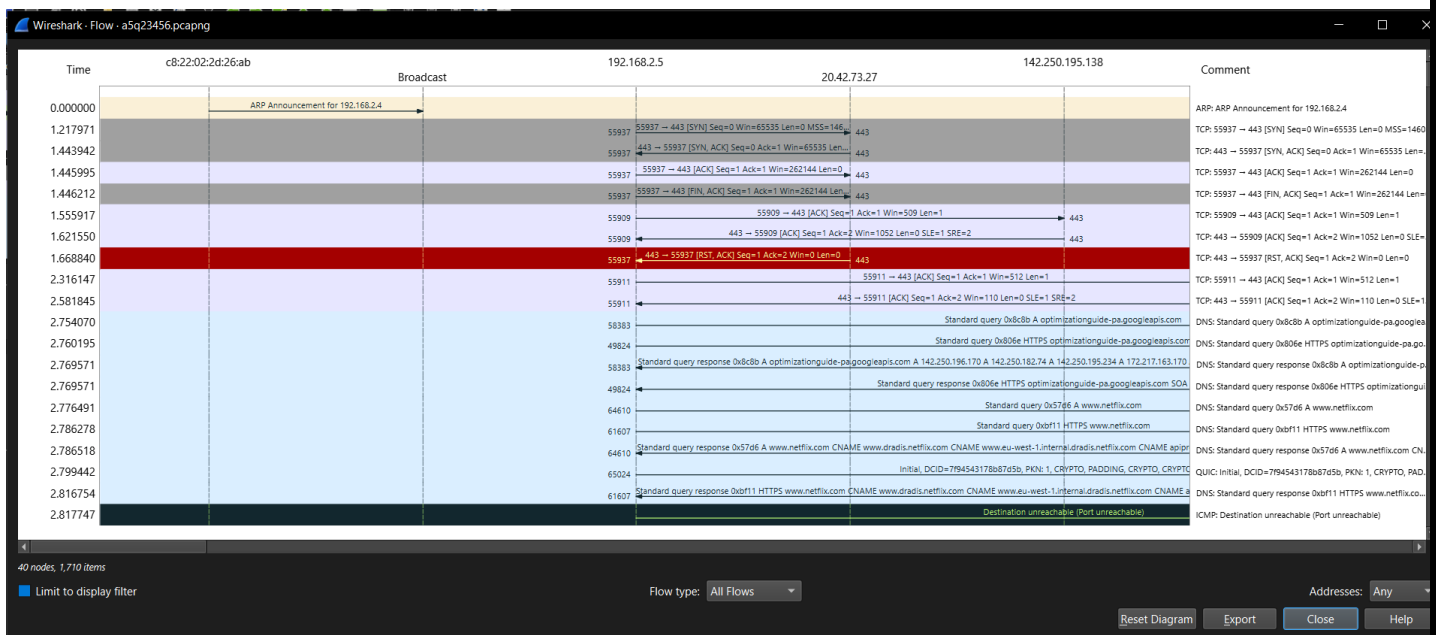 Wireshark · Flow · a5q23456.pcapng
Time c8:22:02:2d:26:ab Broadcast 192.168.2.5 20.42.73.27 142.250.195.138 Comment
0.000000 ARP Announcement for 192.168.2.4 ARP: ARP Announcement for 192.168.2.4
1.217971 55937 55937 → 443 [SYN] Seq=0 Win=65535 Len=0 MSS=146... 443 TCP: 55937 → 443 [SYN] Seq=0 Win=65535 Len=0 MSS=1460
1.443942 55937 443 → 55937 [SYN, ACK] Seq=0 Ack=1 Win=65535 Len... 443 TCP: 443 → 55937 [SYN, ACK] Seq=0 Ack=1 Win=65535 Len=
1.445995 55937 55937 → 443 [ACK] Seq=1 Ack=1 Win=262144 Len=0 443 TCP: 55937 → 443 [ACK] Seq=1 Ack=1 Win=262144 Len=0
1.446212 55937 55937 → 443 [FIN, ACK] Seq=1 Ack=1 Win=262144 Len... 443 TCP: 55937 → 443 [FIN, ACK] Seq=1 Ack=1 Win=262144 Len=
1.555917 55909 55909 → 443 [ACK] Seq=1 Ack=1 Win=509 Len=1 443 TCP: 55909 → 443 [ACK] Seq=1 Ack=1 Win=509 Len=1
1.621550 55909 443 → 55909 [ACK] Seq=1 Ack=2 Win=1052 Len=0 SLE=1 SRE=2 443 TCP: 443 → 55909 [ACK] Seq=1 Ack=2 Win=1052 Len=0 SLE=
1.668840 55937 443 → 55937 [RST, ACK] Seq=1 Ack=2 Win=0 Len=0 443 TCP: 443 → 55937 [RST, ACK] Seq=1 Ack=2 Win=0 Len=0
2.316147 55911 55911 → 443 [ACK] Seq=1 Ack=1 Win=512 Len=1 TCP: 55911 → 443 [ACK] Seq=1 Ack=1 Win=512 Len=1
2.581845 55911 443 → 55911 [ACK] Seq=1 Ack=2 Win=110 Len=0 SLE=1 SRE=2 TCP: 443 → 55911 [ACK] Seq=1 Ack=2 Win=110 Len=0 SLE=1
2.754070 58383 Standard query 0x8c8b A optimizationguide-pa.googleapis.com DNS: Standard query 0x8c8b A optimizationguide-pa.googlea
2.760195 49824 Standard query 0x806e HTTPS optimizationguide-pa.googleapis.com DNS: Standard query 0x806e HTTPS optimizationguide-pa.go...
2.769571 58383 Standard query response 0x8c8b A optimizationguide-pa.googleapis.com A 142.250.196.170 A 142.250.182.74 A 142.250.195.234 A 172.217.163.170 DNS: Standard query response 0x8c8b A optimizationguide-p
2.769571 49824 Standard query response 0x806e HTTPS optimizationguide-pa.googleapis.com SOA DNS: Standard query response 0x806e HTTPS optimizationgui
2.776491 64610 Standard query 0x57d6 A www.netflix.com DNS: Standard query 0x57d6 A www.netflix.com
2.786278 61607 Standard query 0xbf11 HTTPS www.netflix.com DNS: Standard query 0xbf11 HTTPS www.netflix.com
2.786518 64610 Standard query response 0x57d6 A www.netflix.com CNAME www.dradis.netflix.com CNAME www.eu-west-1.internal.dradis.netflix.com CNAME apipr DNS: Standard query response 0x57d6 A www.netflix.com CN...
2.799442 65024 Initial, DCID=7f94543178b87d5b, PKN: 1, CRYPTO, PADDING, CRYPTO, CRYPTO QUIC: Initial, DCID=7f94543178b87d5b, PKN: 1, CRYPTO, PAD...
2.816754 61607 Standard query response 0xbf11 HTTPS www.netflix.com CNAME www.dradis.netflix.com CNAME www.eu-west-1.internal.dradis.netflix.com CNAME a DNS: Standard query response 0xbf11 HTTPS www.netflix.co...
2.817747 Destination unreachable (Port unreachable) ICMP: Destination unreachable (Port unreachable)
40 nodes, 1,710 items
Limit to display filter Flow type: All Flows Addresses: Any
Reset Diagram Export Close Help